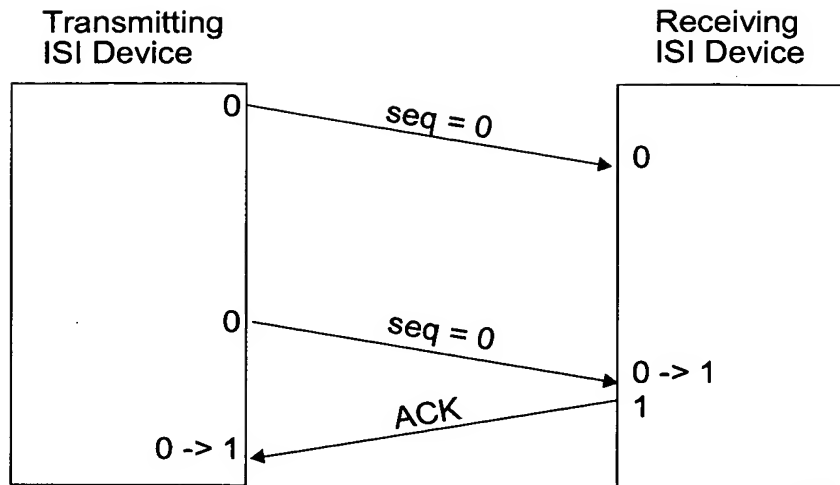 Transmitting
ISI Device
Receiving
ISI Device
0
seq = 0
0
0
seq = 0
0 -> 1
1
ACK
0 -> 1